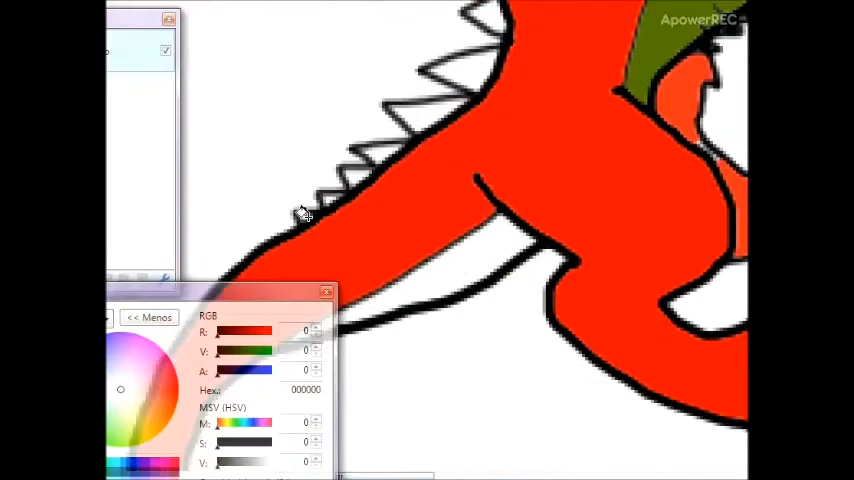 ApowerREC
<< Menos
RGB
R: 0
V: 0
A: 0
Hex.: 000000
MSV (HSV)
M: 0
S: 0
V: 0